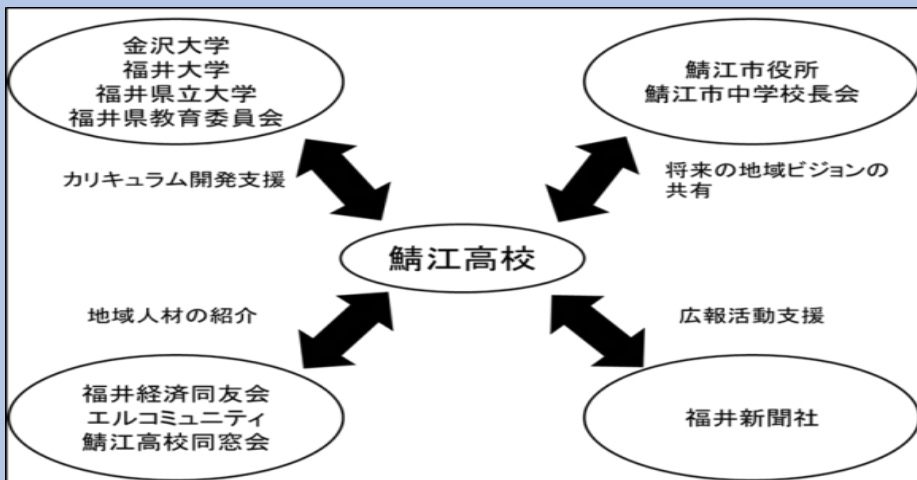 金沢大学
福井大学
福井県立大学
福井県教育委員会
鯖江市役所
鯖江市中学校長会
カリキュラム開発支援
将来の地域ビジョンの
共有
鯖江高校
地域人材の紹介
広報活動支援
福井経済同友会
エルコミュニティ
鯖江高校同窓会
福井新聞社